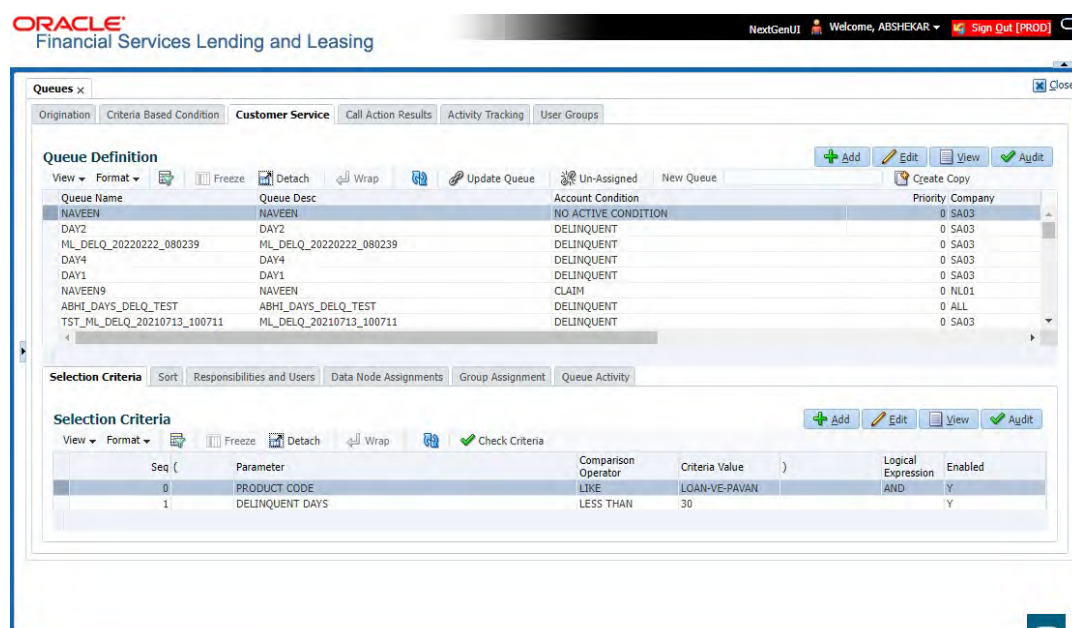 ORACLE
Financial Services Lending and Leasing
NextGenUI Welcome, ABSHEKAR Sign Out [PROD]
Queues × Close
Origination Criteria Based Condition Customer Service Call Action Results Activity Tracking User Groups
Queue Definition Add Edit View Audit
View Format Freeze Detach Wrap Update Queue Un-Assigned New Queue Create Copy
Queue Name Queue Desc Account Condition Priority Company
NAVEEN NAVEEN NO ACTIVE CONDITION 0 SA03
DAY2 DAY2 DELINQUENT 0 SA03
ML_DELQ_20220222_080239 ML_DELQ_20220222_080239 DELINQUENT 0 SA03
DAY4 DAY4 DELINQUENT 0 SA03
DAY1 DAY1 DELINQUENT 0 SA03
NAVEEN9 NAVEEN CLAIM 0 NL01
ABHI_DAYS_DELQ_TEST ABHI_DAYS_DELQ_TEST DELINQUENT 0 ALL
TST_ML_DELQ_20210713_100711 ML_DELQ_20210713_100711 DELINQUENT 0 SA03
Selection Criteria Sort Responsibilities and Users Data Node Assignments Group Assignment Queue Activity
Selection Criteria Add Edit View Audit
View Format Freeze Detach Wrap Check Criteria
Seq ( Parameter Comparison Operator Criteria Value ) Logical Expression Enabled
0 PRODUCT CODE LIKE LOAN-VE-PAVAN AND Y
1 DELINQUENT DAYS LESS THAN 30 Y